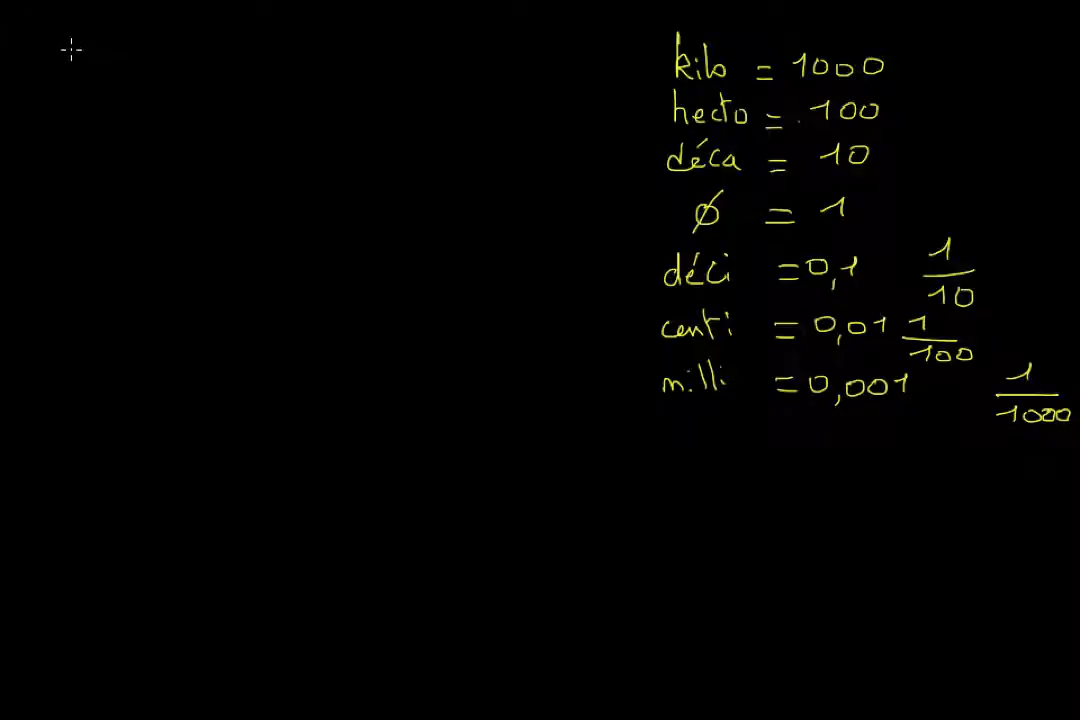 kilo = 1000
hecto = 100
déca = 10
ø = 1
déci = 0,1 1/10
centi = 0,01 1/100
milli = 0,001 1/1000